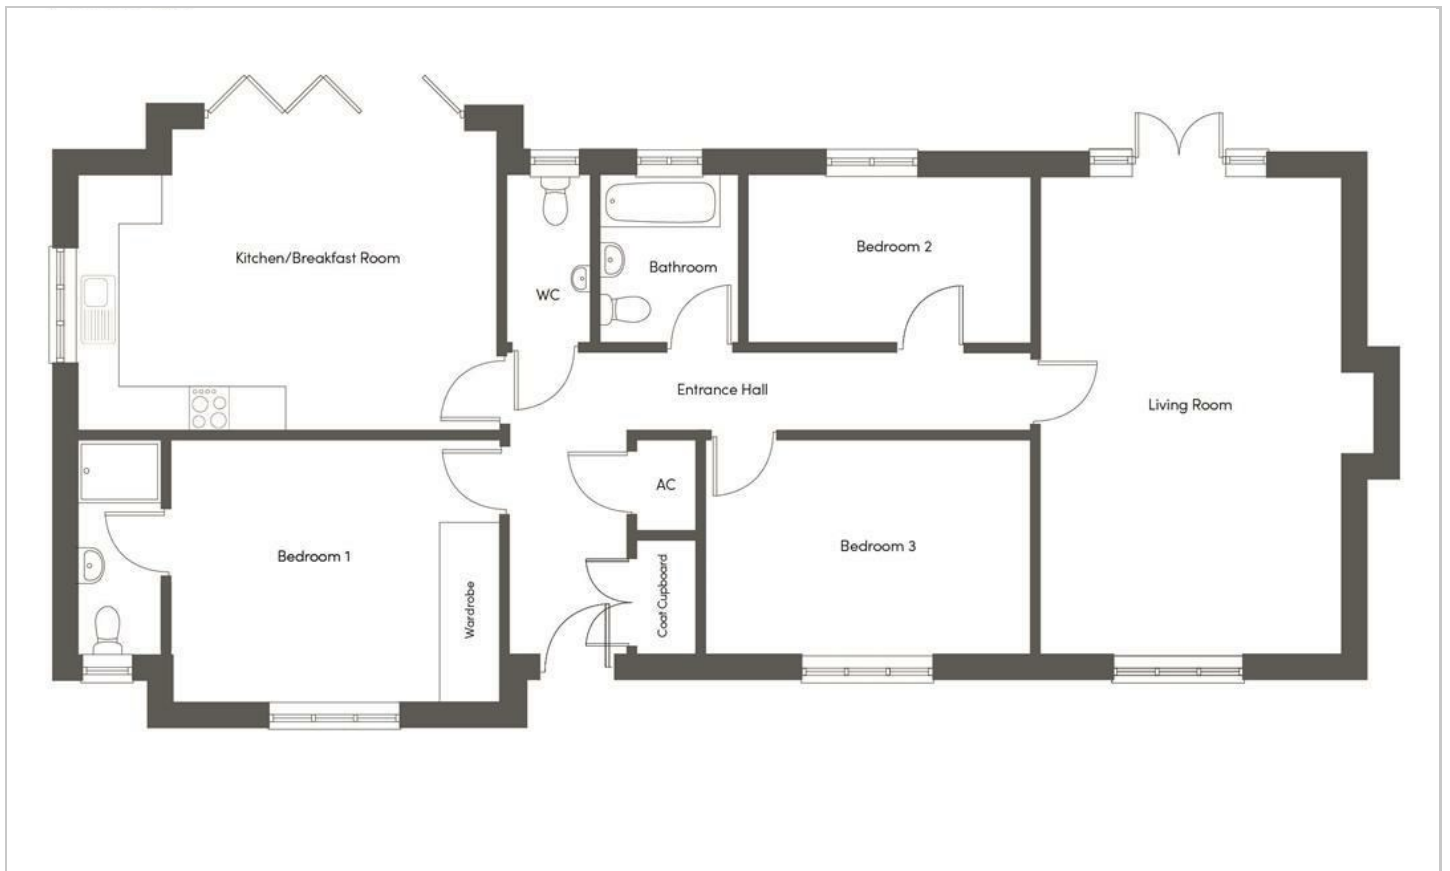 Kitchen/Breakfast Room
WC
Bathroom
Bedroom 2
Entrance Hall
Living Room
Bedroom 1
Wardrobe
AC
Coat Cupboard
Bedroom 3